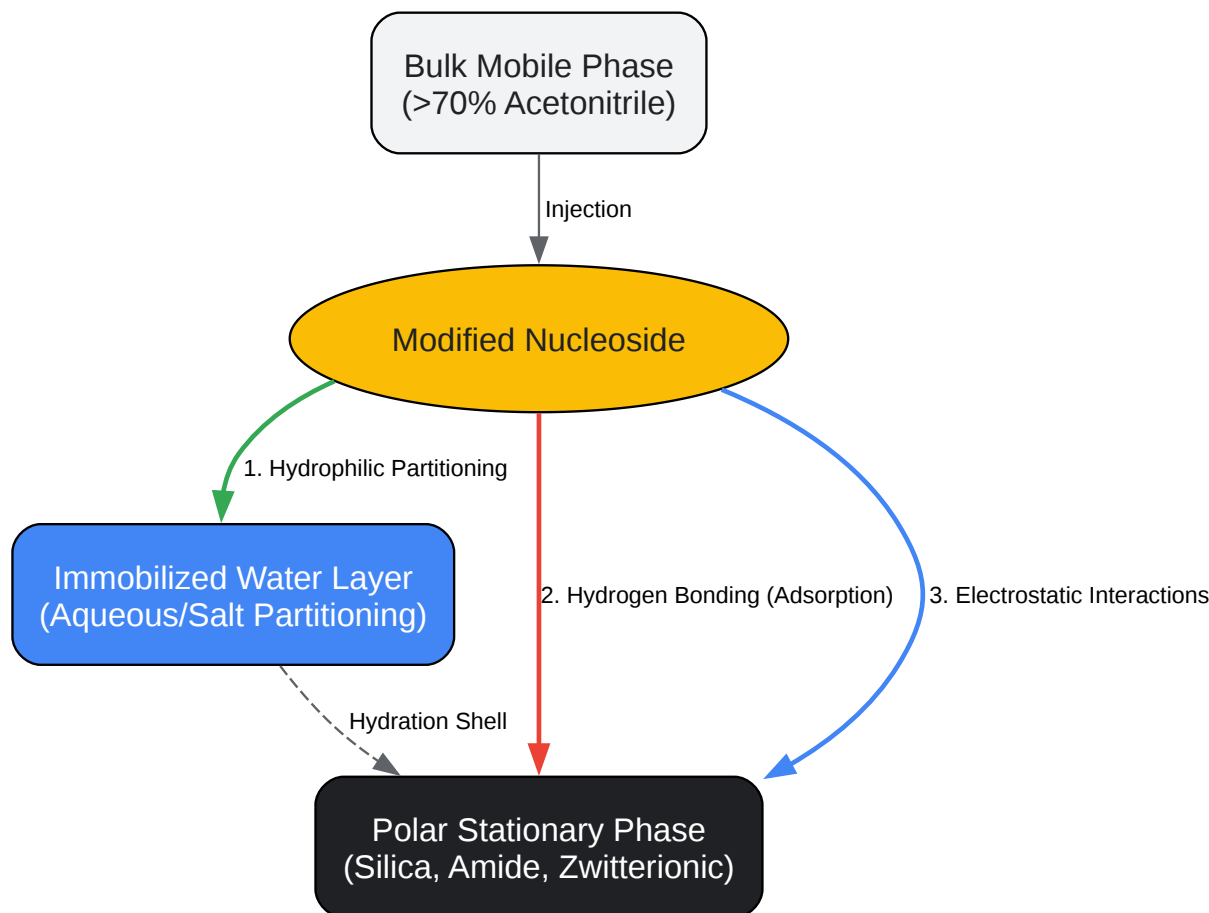 Bulk Mobile Phase
(>70% Acetonitrile)
Injection
Modified Nucleoside
1. Hydrophilic Partitioning
Immobilized Water Layer
(Aqueous/Salt Partitioning)
2. Hydrogen Bonding (Adsorption)
3. Electrostatic Interactions
Hydration Shell
Polar Stationary Phase
(Silica, Amide, Zwitterionic)